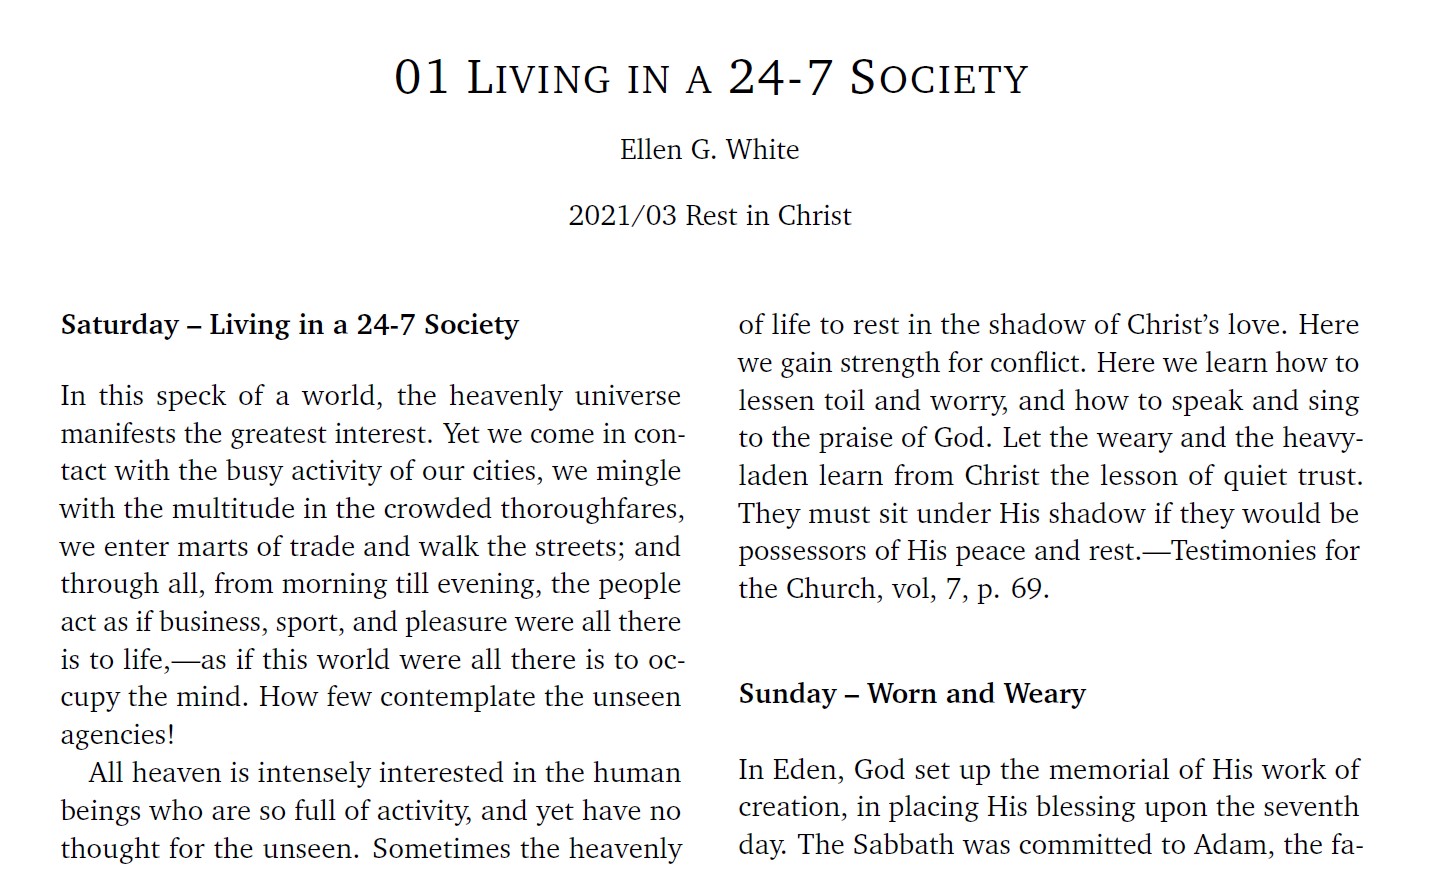 01 Living in a 24-7 Society
Ellen G. White
2021/03 Rest in Christ
Saturday – Living in a 24-7 Society
In this speck of a world, the heavenly universe
manifests the greatest interest. Yet we come in con-
tact with the busy activity of our cities, we mingle
with the multitude in the crowded thoroughfares,
we enter marts of trade and walk the streets; and
through all, from morning till evening, the people
act as if business, sport, and pleasure were all there
is to life,—as if this world were all there is to oc-
cupy the mind. How few contemplate the unseen
agencies!
All heaven is intensely interested in the human
beings who are so full of activity, and yet have no
thought for the unseen. Sometimes the heavenly
of life to rest in the shadow of Christ’s love. Here
we gain strength for conflict. Here we learn how to
lessen toil and worry, and how to speak and sing
to the praise of God. Let the weary and the heavy-
laden learn from Christ the lesson of quiet trust.
They must sit under His shadow if they would be
possessors of His peace and rest.—Testimonies for
the Church, vol, 7, p. 69.
Sunday – Worn and Weary
In Eden, God set up the memorial of His work of
creation, in placing His blessing upon the seventh
day. The Sabbath was committed to Adam, the fa-